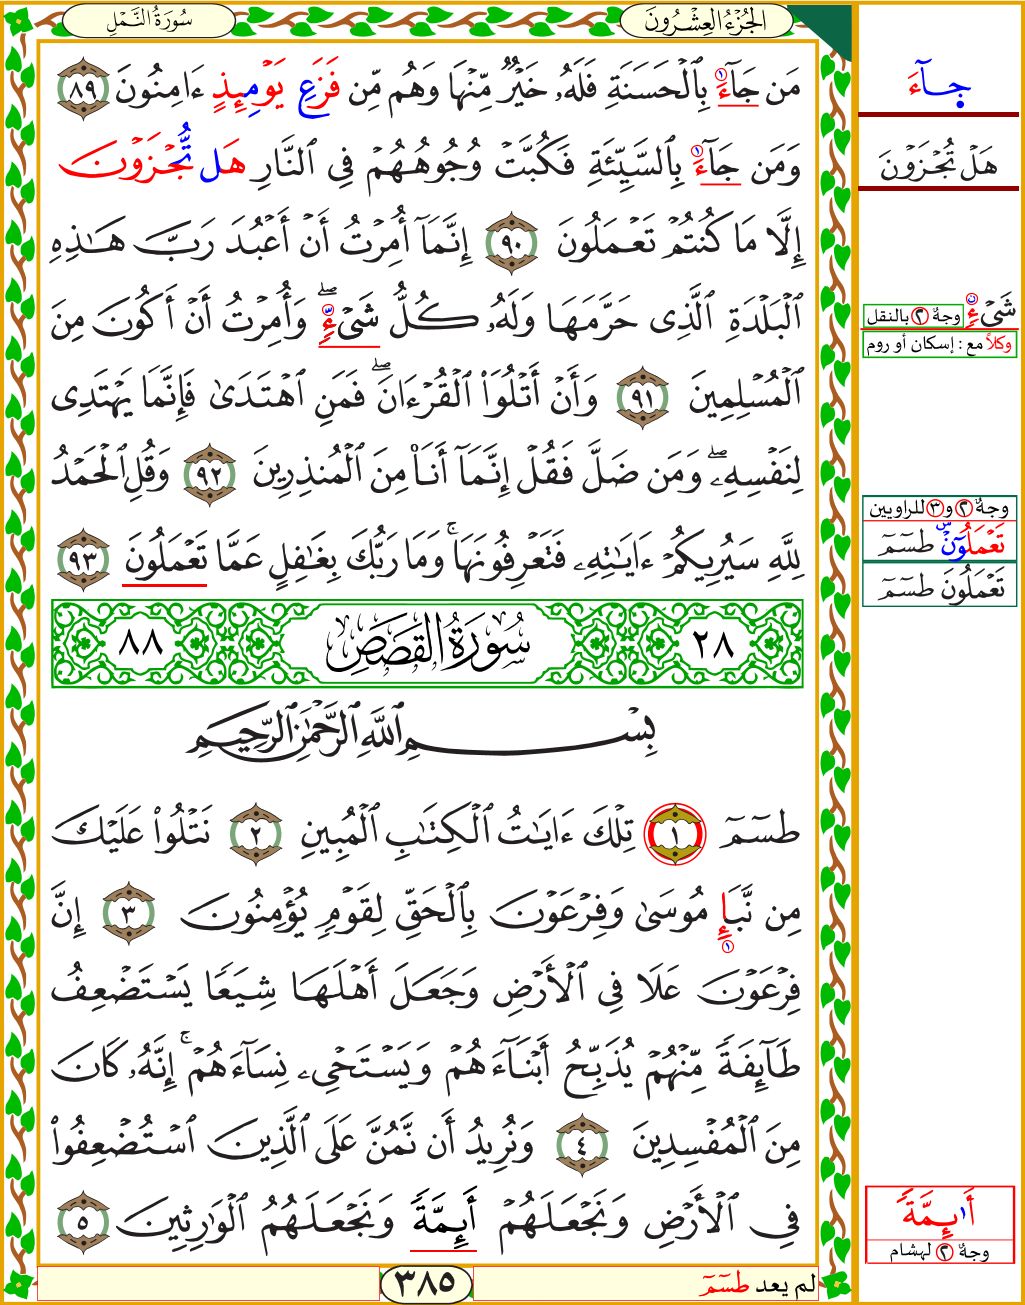 الجُزْءُ العِشْرُونَ
سُورَةُ النَّمْلِ
مَن جَآءَ بِٱلْحَسَنَةِ فَلَهُۥ خَيْرٌ مِّنْهَا وَهُم مِّن فَزَعِ يَوْمِئِذٍ ءَامِنُونَ ٨٩
وَمَن جَآءَ بِٱلسَّيِّئَةِ فَكُبَّتْ وُجُوهُهُمْ فِى ٱلنَّارِ هَل تُّجْزَوْنَ
إِلَّا مَا كُنتُمْ تَعْمَلُونَ ٩٠ إِنَّمَآ أُمِرْتُ أَنْ أَعْبُدَ رَبَّ هَـٰذِهِ
ٱلْبَلْدَةِ ٱلَّذِى حَرَّمَهَا وَلَهُۥ كُلُّ شَىْءٍۖ وَأُمِرْتُ أَنْ أَكُونَ مِنَ
ٱلْمُسْلِمِينَ ٩١ وَأَنْ أَتْلُوَا۟ ٱلْقُرْءَانَۖ فَمَنِ ٱهْتَدَىٰ فَإِنَّمَا يَهْتَدِى
لِنَفْسِهِۦۖ وَمَن ضَلَّ فَقُلْ إِنَّمَآ أَنَا۠ مِنَ ٱلْمُنذِرِينَ ٩٢ وَقُلِ ٱلْحَمْدُ
لِلَّهِ سَيُرِيكُمْ ءَايَـٰتِهِۦ فَتَعْرِفُونَهَاۚ وَمَا رَبُّكَ بِغَـٰفِلٍ عَمَّا تَعْمَلُونَ ٩٣
٢٨ سُورَةُ القَصَصِ ٨٨
بِسْمِ ٱللَّهِ ٱلرَّحْمَـٰنِ ٱلرَّحِيمِ
طسٓمٓ ١ تِلْكَ ءَايَـٰتُ ٱلْكِتَـٰبِ ٱلْمُبِينِ ٢ نَتْلُوا۟ عَلَيْكَ
مِن نَّبَإِ مُوسَىٰ وَفِرْعَوْنَ بِٱلْحَقِّ لِقَوْمٍ يُؤْمِنُونَ ٣ إِنَّ
فِرْعَوْنَ عَلَا فِى ٱلْأَرْضِ وَجَعَلَ أَهْلَهَا شِيَعًا يَسْتَضْعِفُ
طَآئِفَةً مِّنْهُمْ يُذَبِّحُ أَبْنَآءَهُمْ وَيَسْتَحْىِۦ نِسَآءَهُمْۚ إِنَّهُۥ كَانَ
مِنَ ٱلْمُفْسِدِينَ ٤ وَنُرِيدُ أَن نَّمُنَّ عَلَى ٱلَّذِينَ ٱسْتُضْعِفُوا۟
فِى ٱلْأَرْضِ وَنَجْعَلَهُمْ أَئِمَّةً وَنَجْعَلَهُمُ ٱلْوَٰرِثِينَ ٥
لم يعد طسٓمٓ
٣٨٥
جآءَ
هَلْ تُجْزَوْنَ
شَىْءٍ وجهٌ ٢ بالنقل
وكلاً مع : إسكان أو روم
وجهٌ ٢ و ٣ للراويين
تَعْمَلُونَ س طسٓمٓ
تَعْمَلُونَ طسٓمٓ
أَا۬ىِٕمَّةً
وجهٌ ٢ لهشام